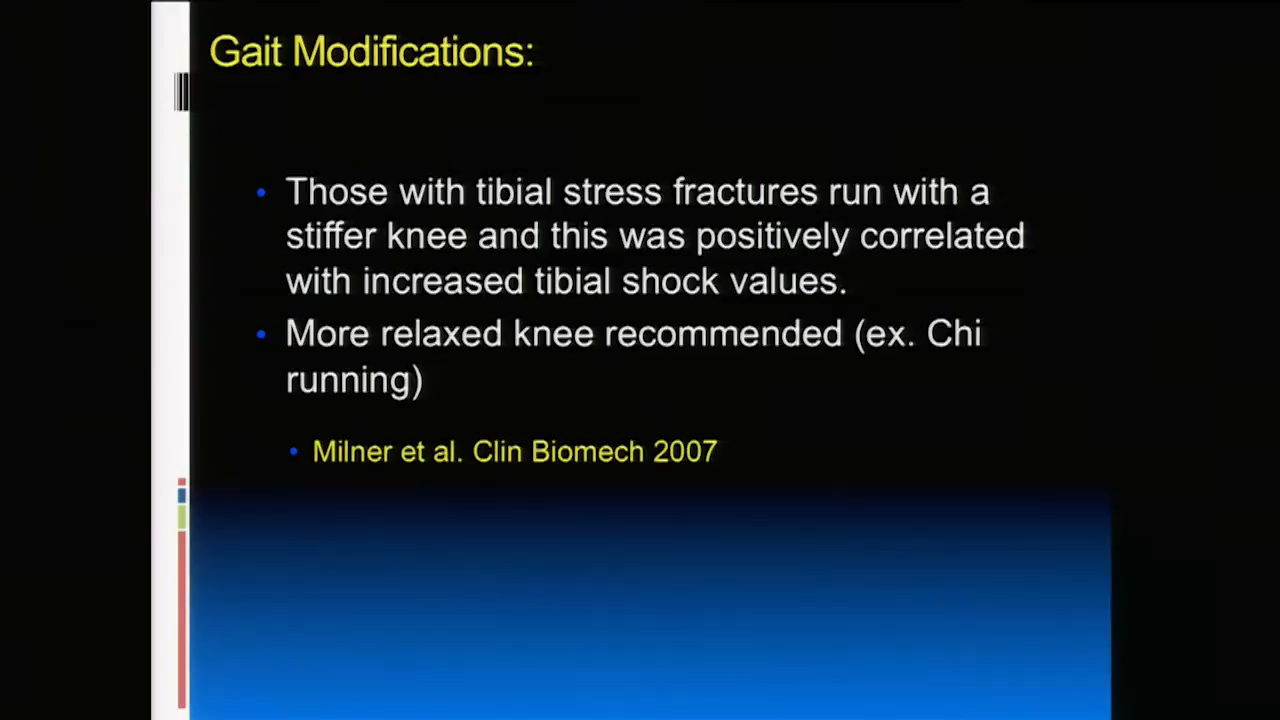 Gait Modifications:
• Those with tibial stress fractures run with a
stiffer knee and this was positively correlated
with increased tibial shock values.
• More relaxed knee recommended (ex. Chi
running)
• Milner et al. Clin Biomech 2007